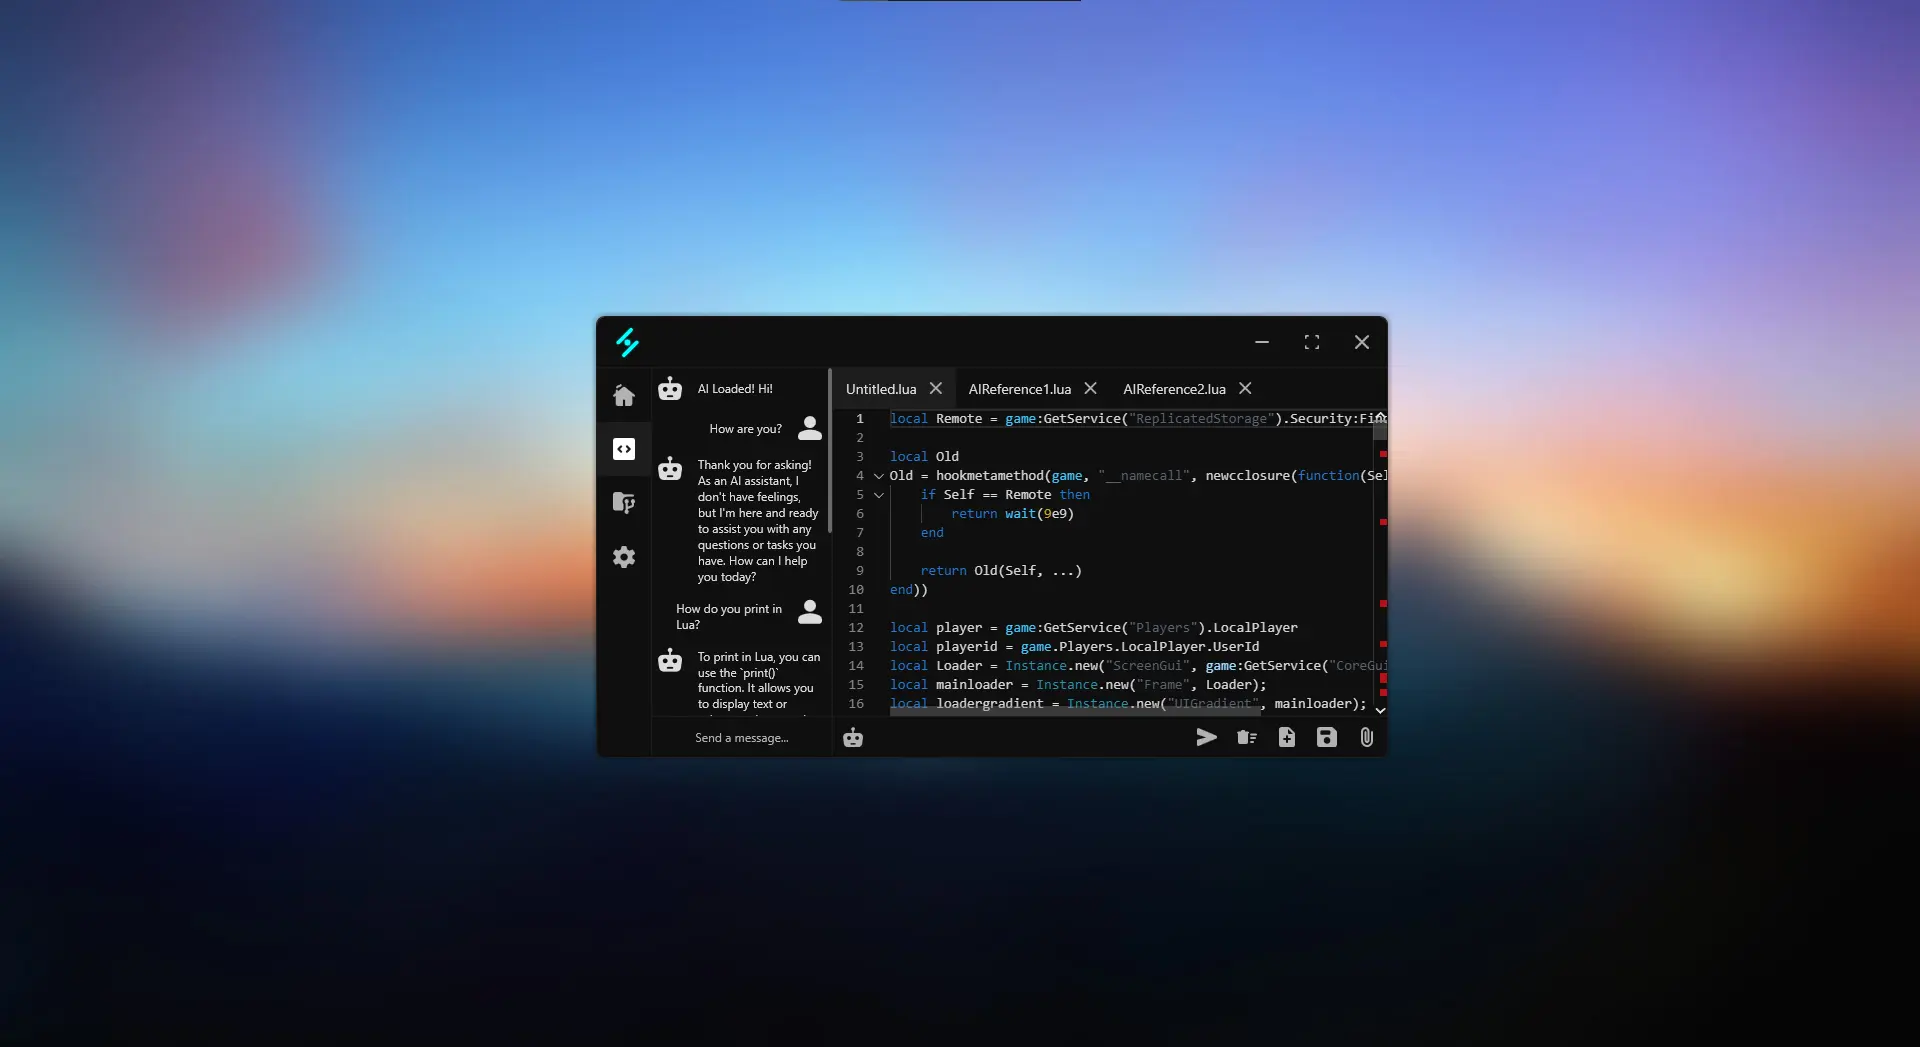 AI Loaded! Hi!
How are you?
Thank you for asking!
As an AI assistant, I
don't have feelings,
but I'm here and ready
to assist you with any
questions or tasks you
have. How can I help
you today?
How do you print in
Lua?
To print in Lua, you can
use the `print()`
function. It allows you
to display text or
Send a message...
Untitled.lua
AIReference1.lua
AIReference2.lua
1 local Remote = game:GetService("ReplicatedStorage").Security:Fin
2
3 local Old
4 Old = hookmetamethod(game, "__namecall", newcclosure(function(Sel
5 if Self == Remote then
6 return wait(9e9)
7 end
8
9 return Old(Self, ...)
10 end))
11
12 local player = game:GetService("Players").LocalPlayer
13 local playerid = game.Players.LocalPlayer.UserId
14 local Loader = Instance.new("ScreenGui", game:GetService("CoreGui
15 local mainloader = Instance.new("Frame", Loader);
16 local loadergradient = Instance.new("UIGradient", mainloader);